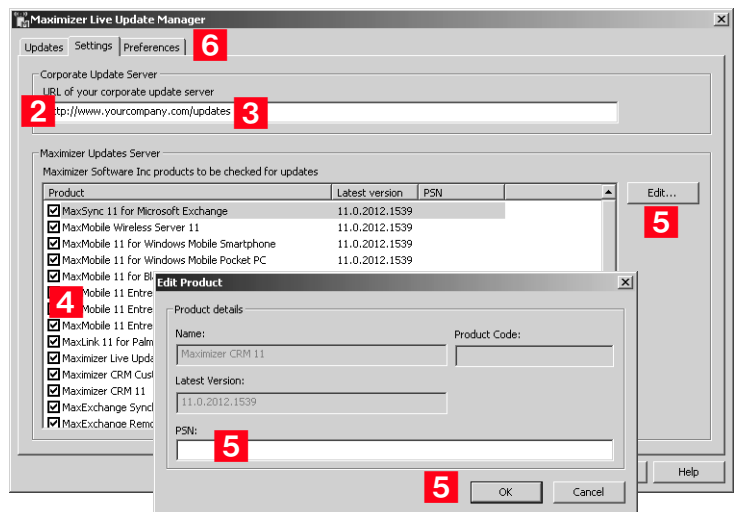 Maximizer Live Update Manager
Updates Settings Preferences 6
Corporate Update Server
URL of your corporate update server
2 ttp://www.yourcompany.com/updates 3
Maximizer Updates Server
Maximizer Software Inc products to be checked for updates
Product Latest version PSN
Edit...
5
MaxSync 11 for Microsoft Exchange 11.0.2012.1539
MaxMobile Wireless Server 11 11.0.2012.1539
MaxMobile 11 for Windows Mobile Smartphone 11.0.2012.1539
MaxMobile 11 for Windows Mobile Pocket PC 11.0.2012.1539
MaxMobile 11 for Bl
4 Mobile 11 Entre
Mobile 11 Entre
MaxMobile 11 Entre
MaxLink 11 for Palm
Maximizer Live Upda
Maximizer CRM Cus
Maximizer CRM 11
MaxExchange Sync
MaxExchange Remo
Edit Product
Product details
Name: Product Code:
Maximizer CRM 11
Latest Version:
11.0.2012.1539
PSN:
5
5 OK Cancel
Help